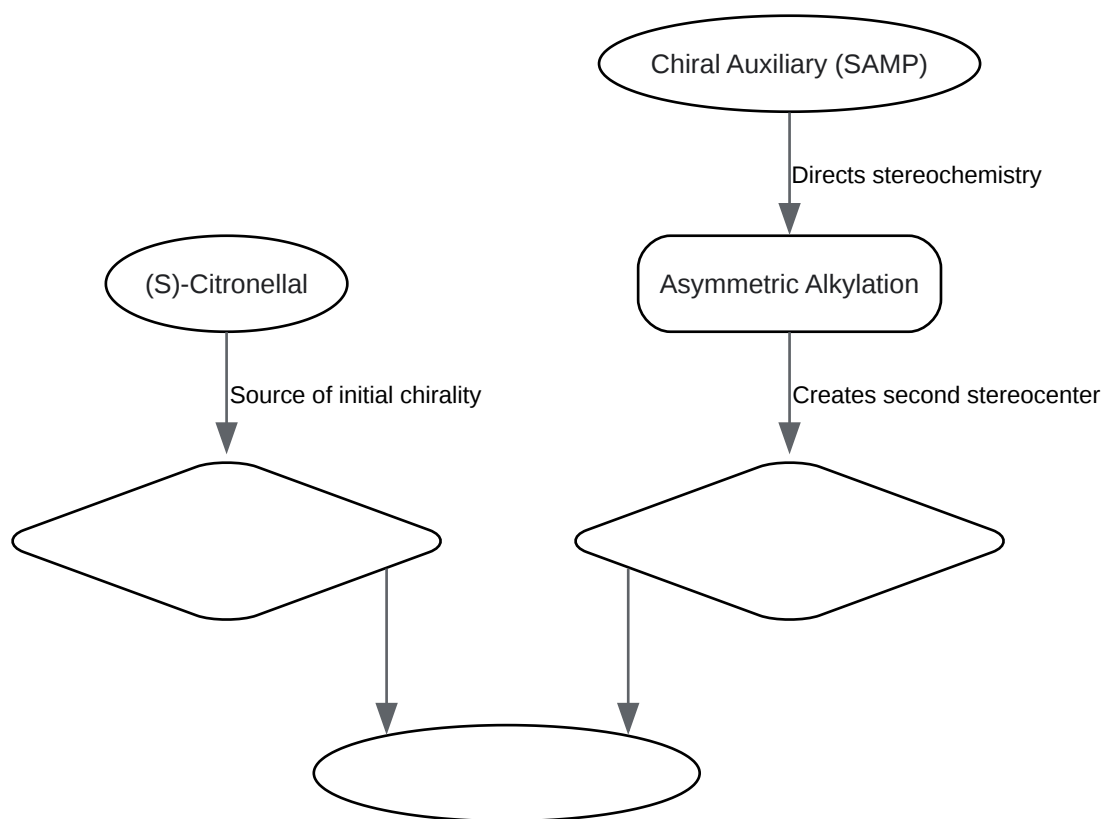 Chiral Auxiliary (SAMP)
Directs stereochemistry
(S)-Citronellal
Asymmetric Alkylation
Source of initial chirality
Creates second stereocenter